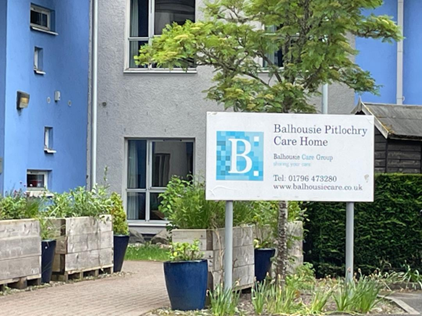 Balhousie Pitlochry
Care Home
B.
Balhousie Care Group
Tel: 01796 473280
www.balhousiecare.co.uk